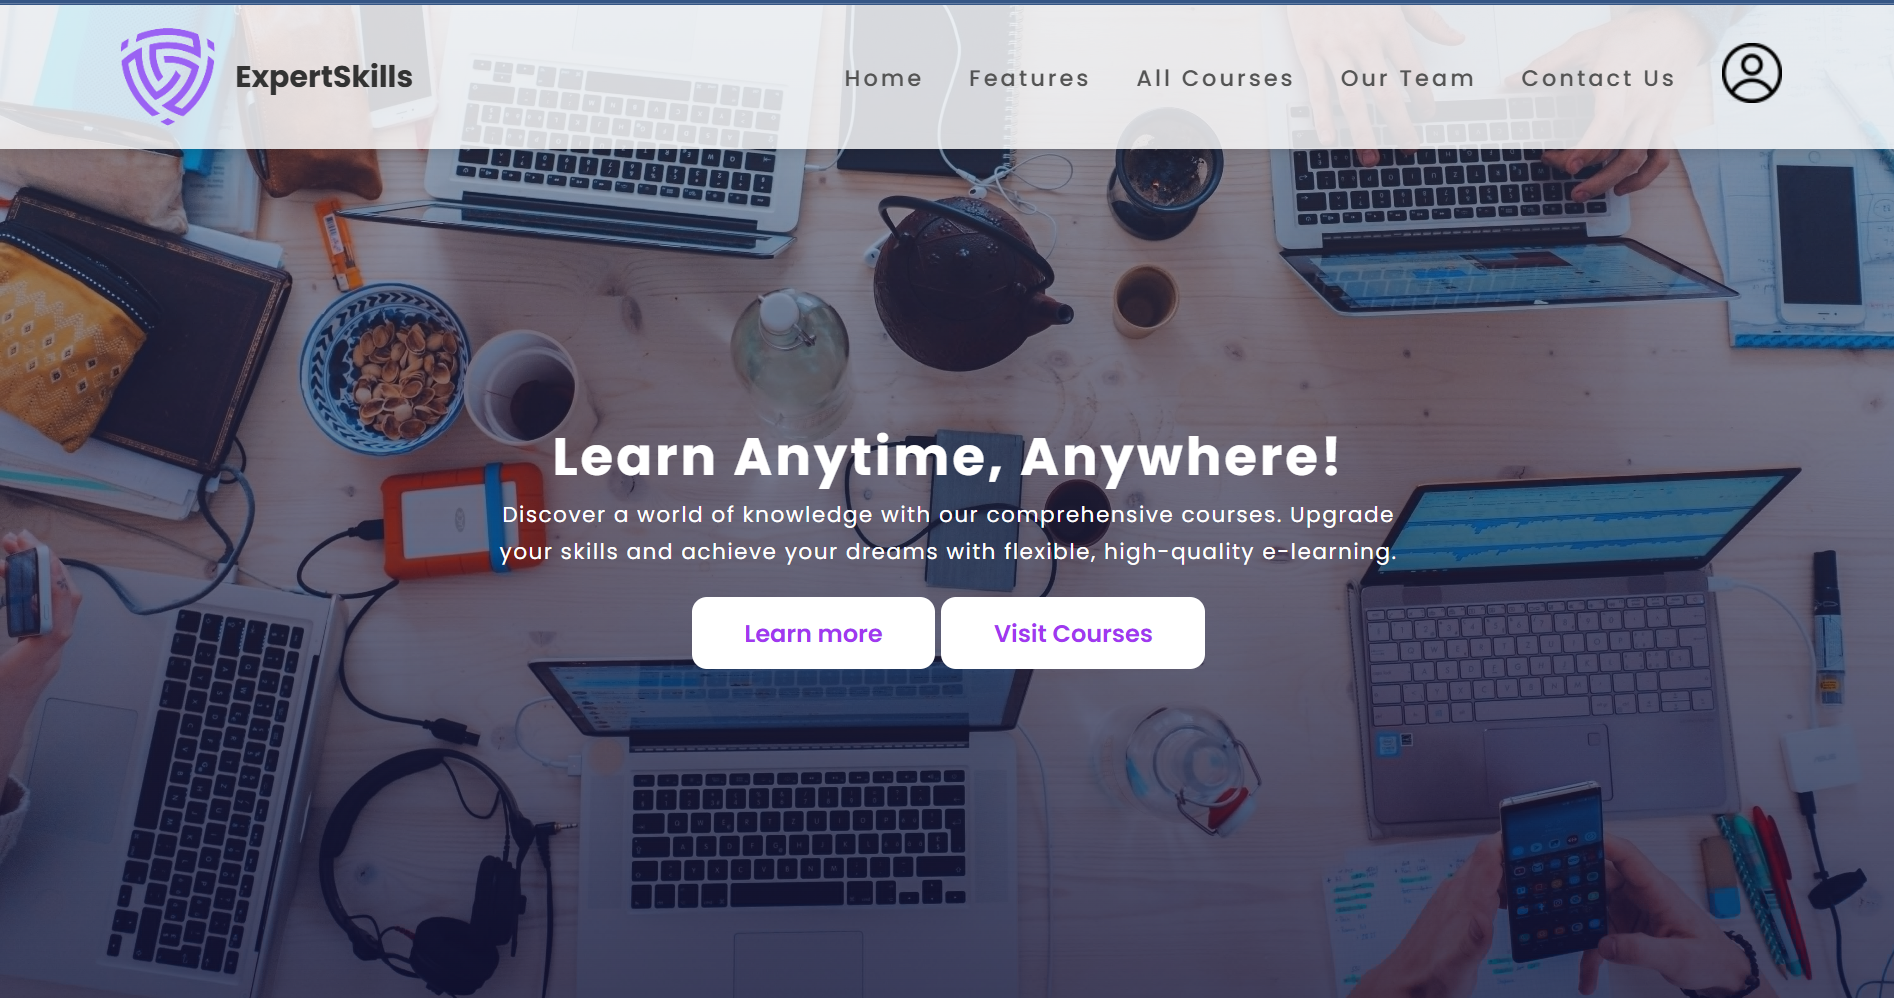 ExpertSkills
Home Features All Courses Our Team Contact Us
Learn Anytime, Anywhere!
Discover a world of knowledge with our comprehensive courses. Upgrade
your skills and achieve your dreams with flexible, high-quality e-learning.
Learn more Visit Courses